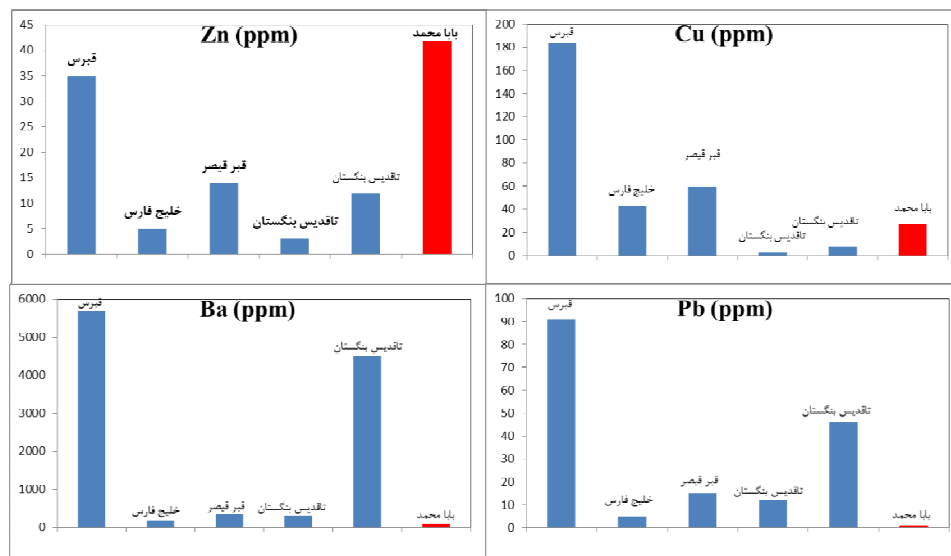 Zn (ppm)
45
40
35
30
25
20
15
10
5
0
قبرس
خلیج فارس
قبر قیصر
تاقدیس بنگستان
تاقدیس بنگستان
بابا محمد
Cu (ppm)
200
180
160
140
120
100
80
60
40
20
0
قبرس
خلیج فارس
قبر قیصر
تاقدیس بنگستان
تاقدیس بنگستان
بابا محمد
Ba (ppm)
6000
5000
4000
3000
2000
1000
0
قبرس
خلیج فارس
قبر قیصر
تاقدیس بنگستان
تاقدیس بنگستان
بابا محمد
Pb (ppm)
100
90
80
70
60
50
40
30
20
10
0
قبرس
خلیج فارس
قبر قیصر
تاقدیس بنگستان
تاقدیس بنگستان
بابا محمد